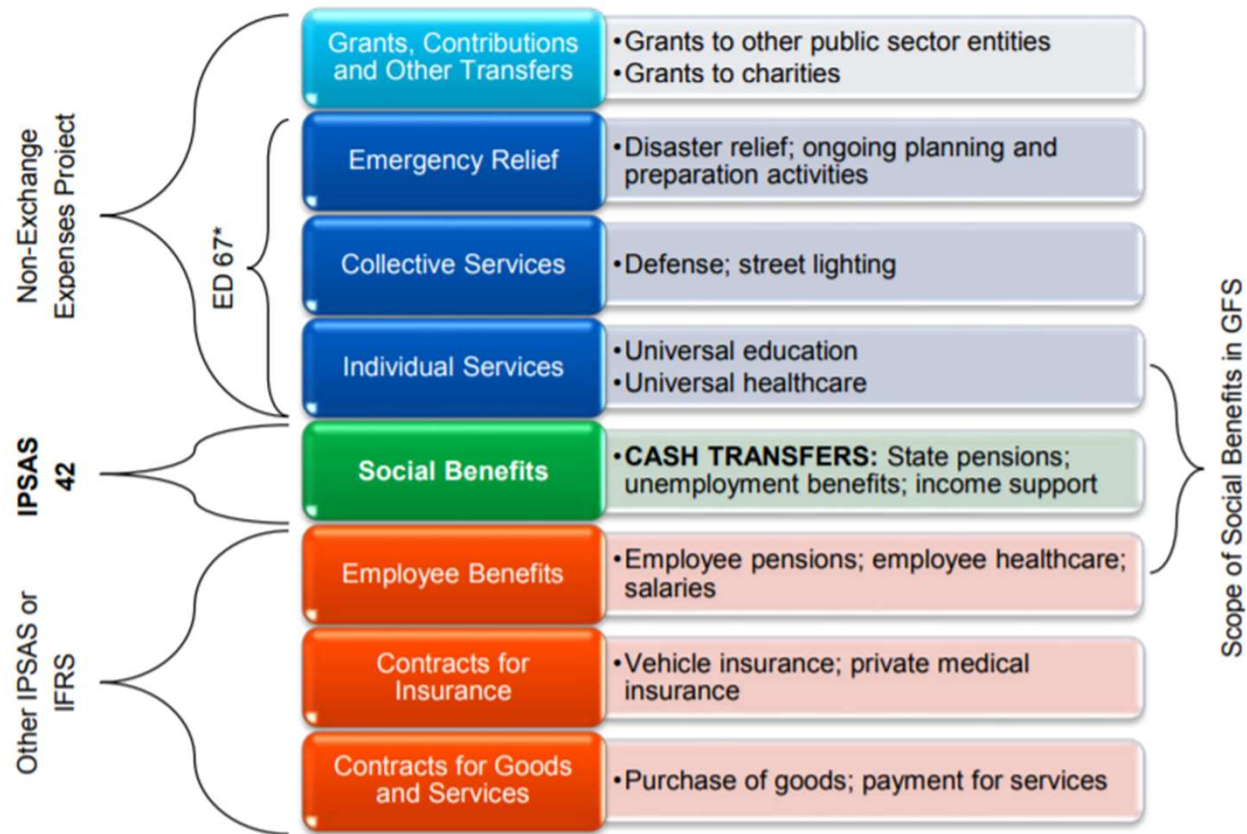 Non-Exchange
Expenses Project
ED 67*
IPSAS
42
Other IPSAS or
IFRS
Grants, Contributions
and Other Transfers
•Grants to other public sector entities
•Grants to charities
Emergency Relief
•Disaster relief; ongoing planning and
preparation activities
Collective Services
•Defense; street lighting
Individual Services
•Universal education
•Universal healthcare
Social Benefits
•CASH TRANSFERS: State pensions;
unemployment benefits; income support
Employee Benefits
•Employee pensions; employee healthcare;
salaries
Contracts for
Insurance
•Vehicle insurance; private medical
insurance
Contracts for Goods
and Services
•Purchase of goods; payment for services
Scope of Social Benefits in GFS